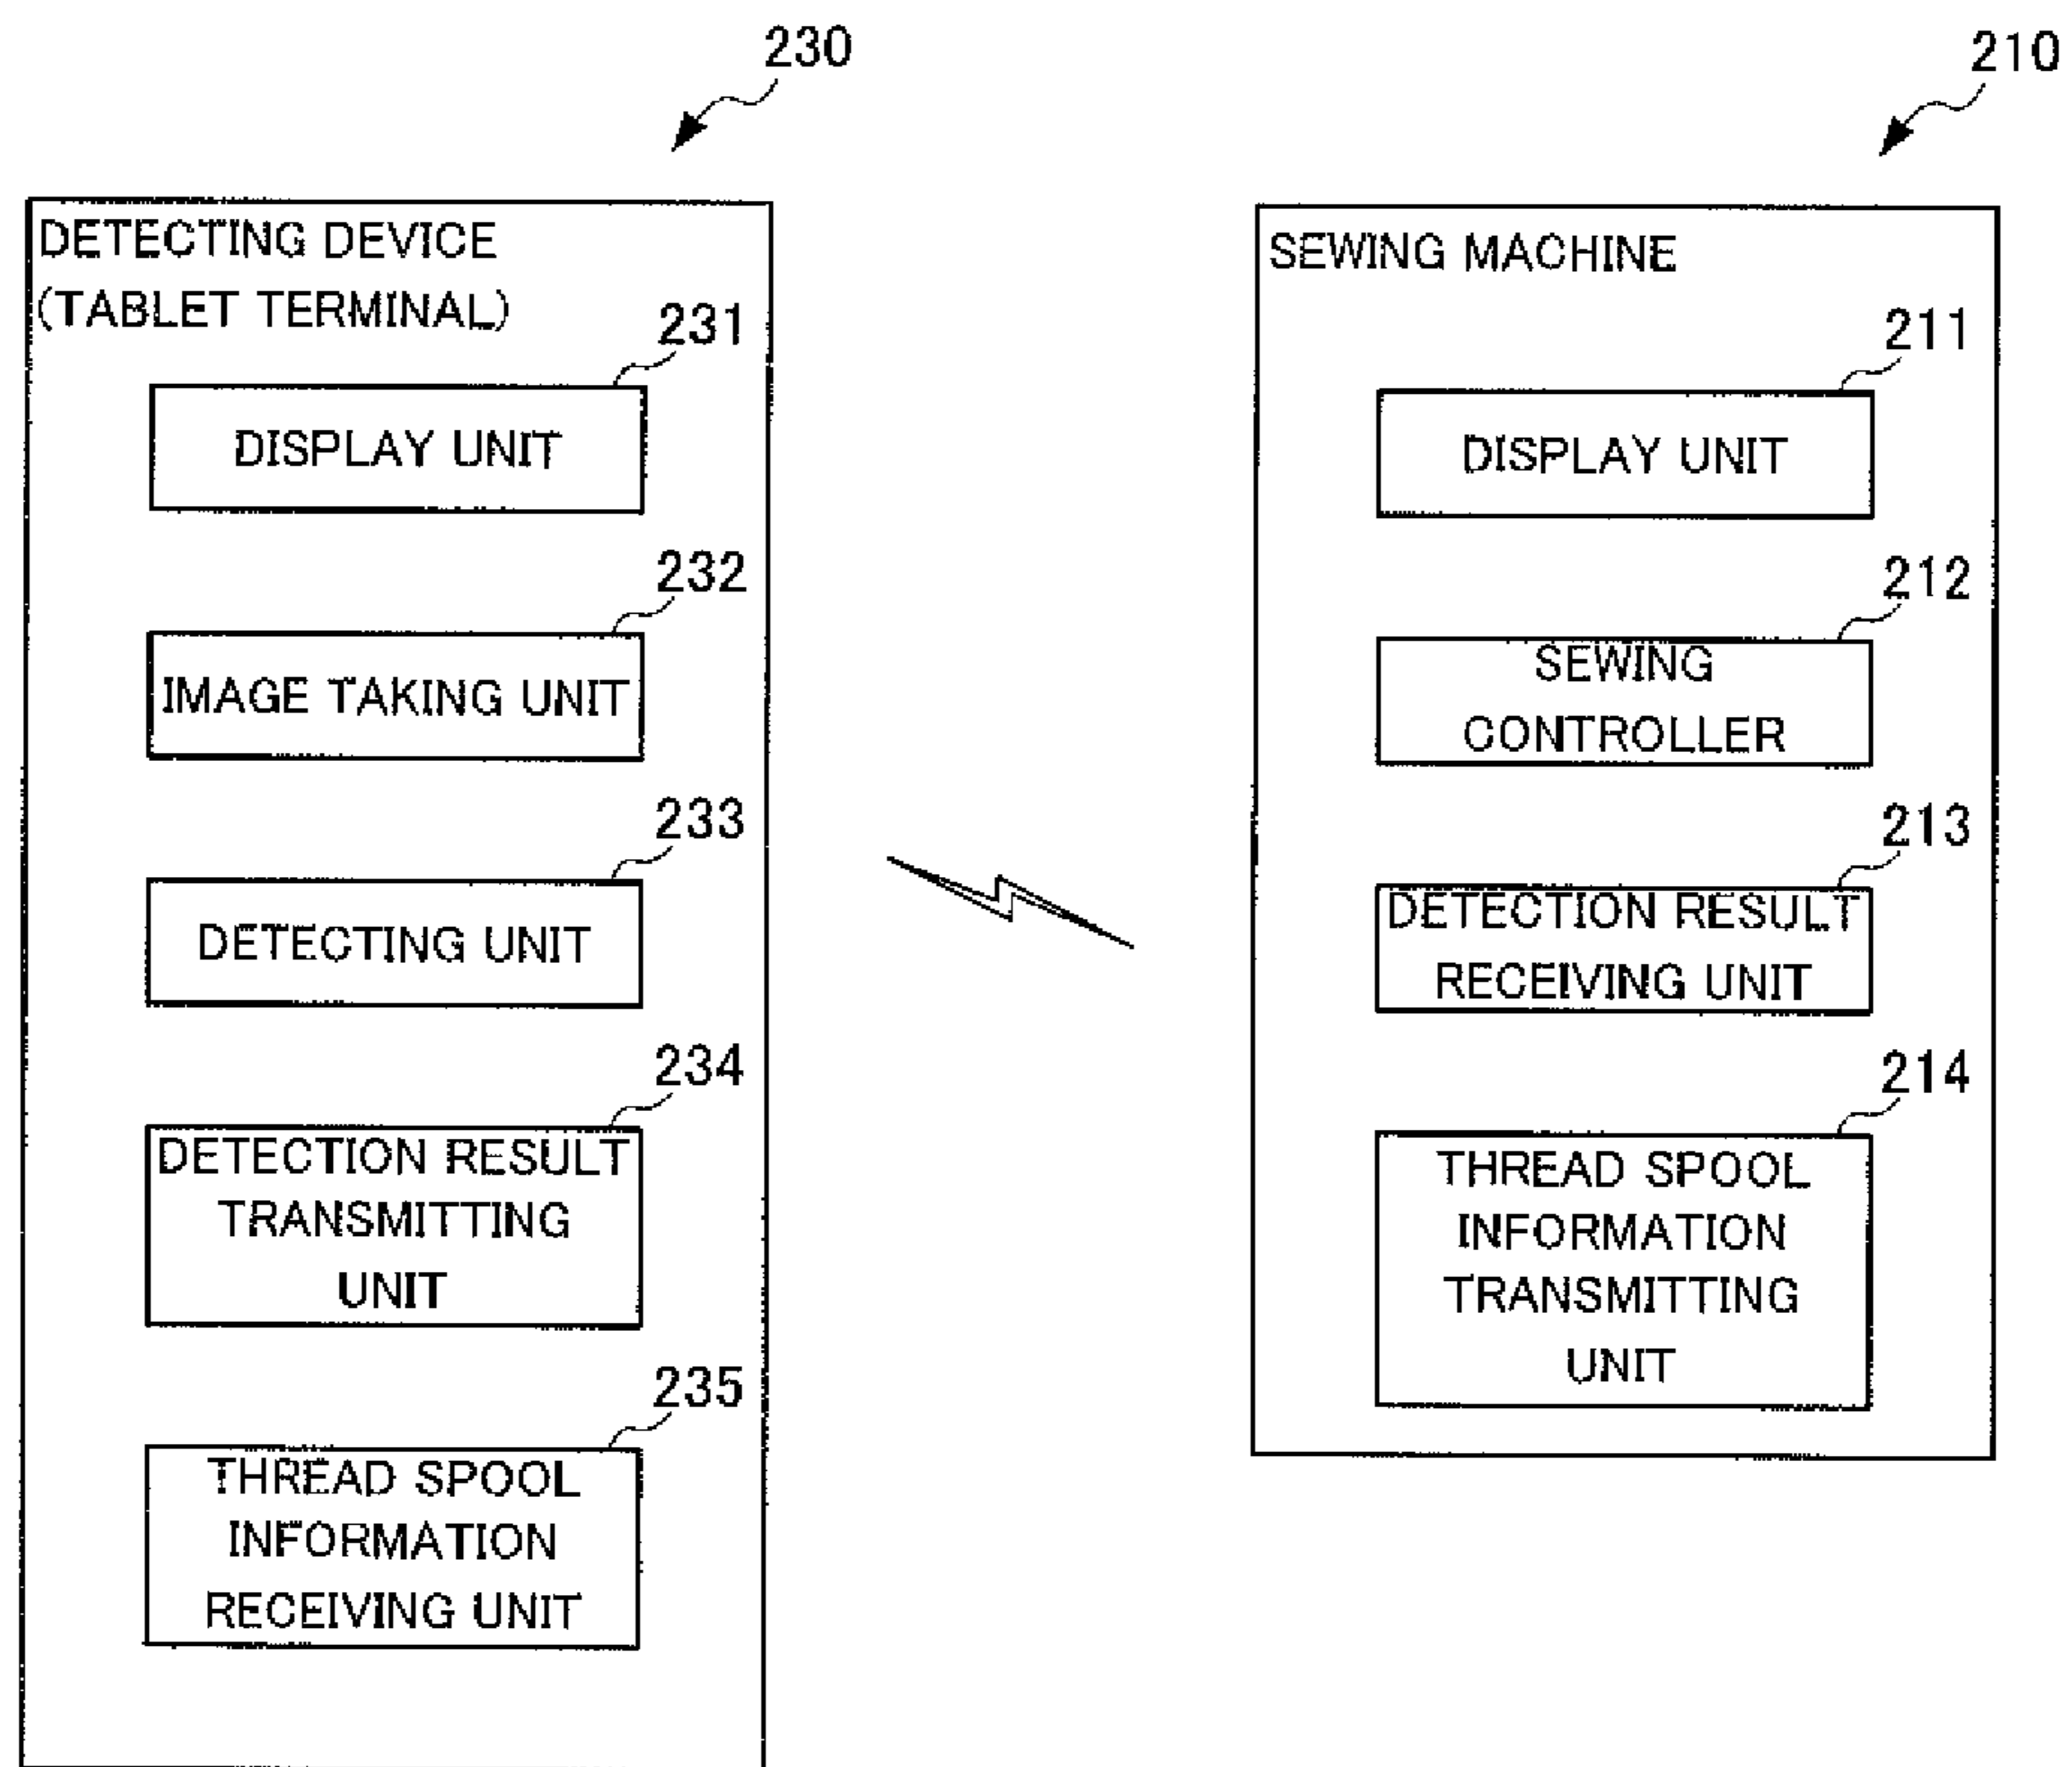 230
DETECTING DEVICE
(TABLET TERMINAL)
231
DISPLAY UNIT
232
IMAGE TAKING UNIT
233
DETECTING UNIT
234
DETECTION RESULT
TRANSMITTING
UNIT
235
THREAD SPOOL
INFORMATION
RECEIVING UNIT
210
SEWING MACHINE
211
DISPLAY UNIT
212
SEWING
CONTROLLER
213
DETECTION RESULT
RECEIVING UNIT
214
THREAD SPOOL
INFORMATION
TRANSMITTING
UNIT